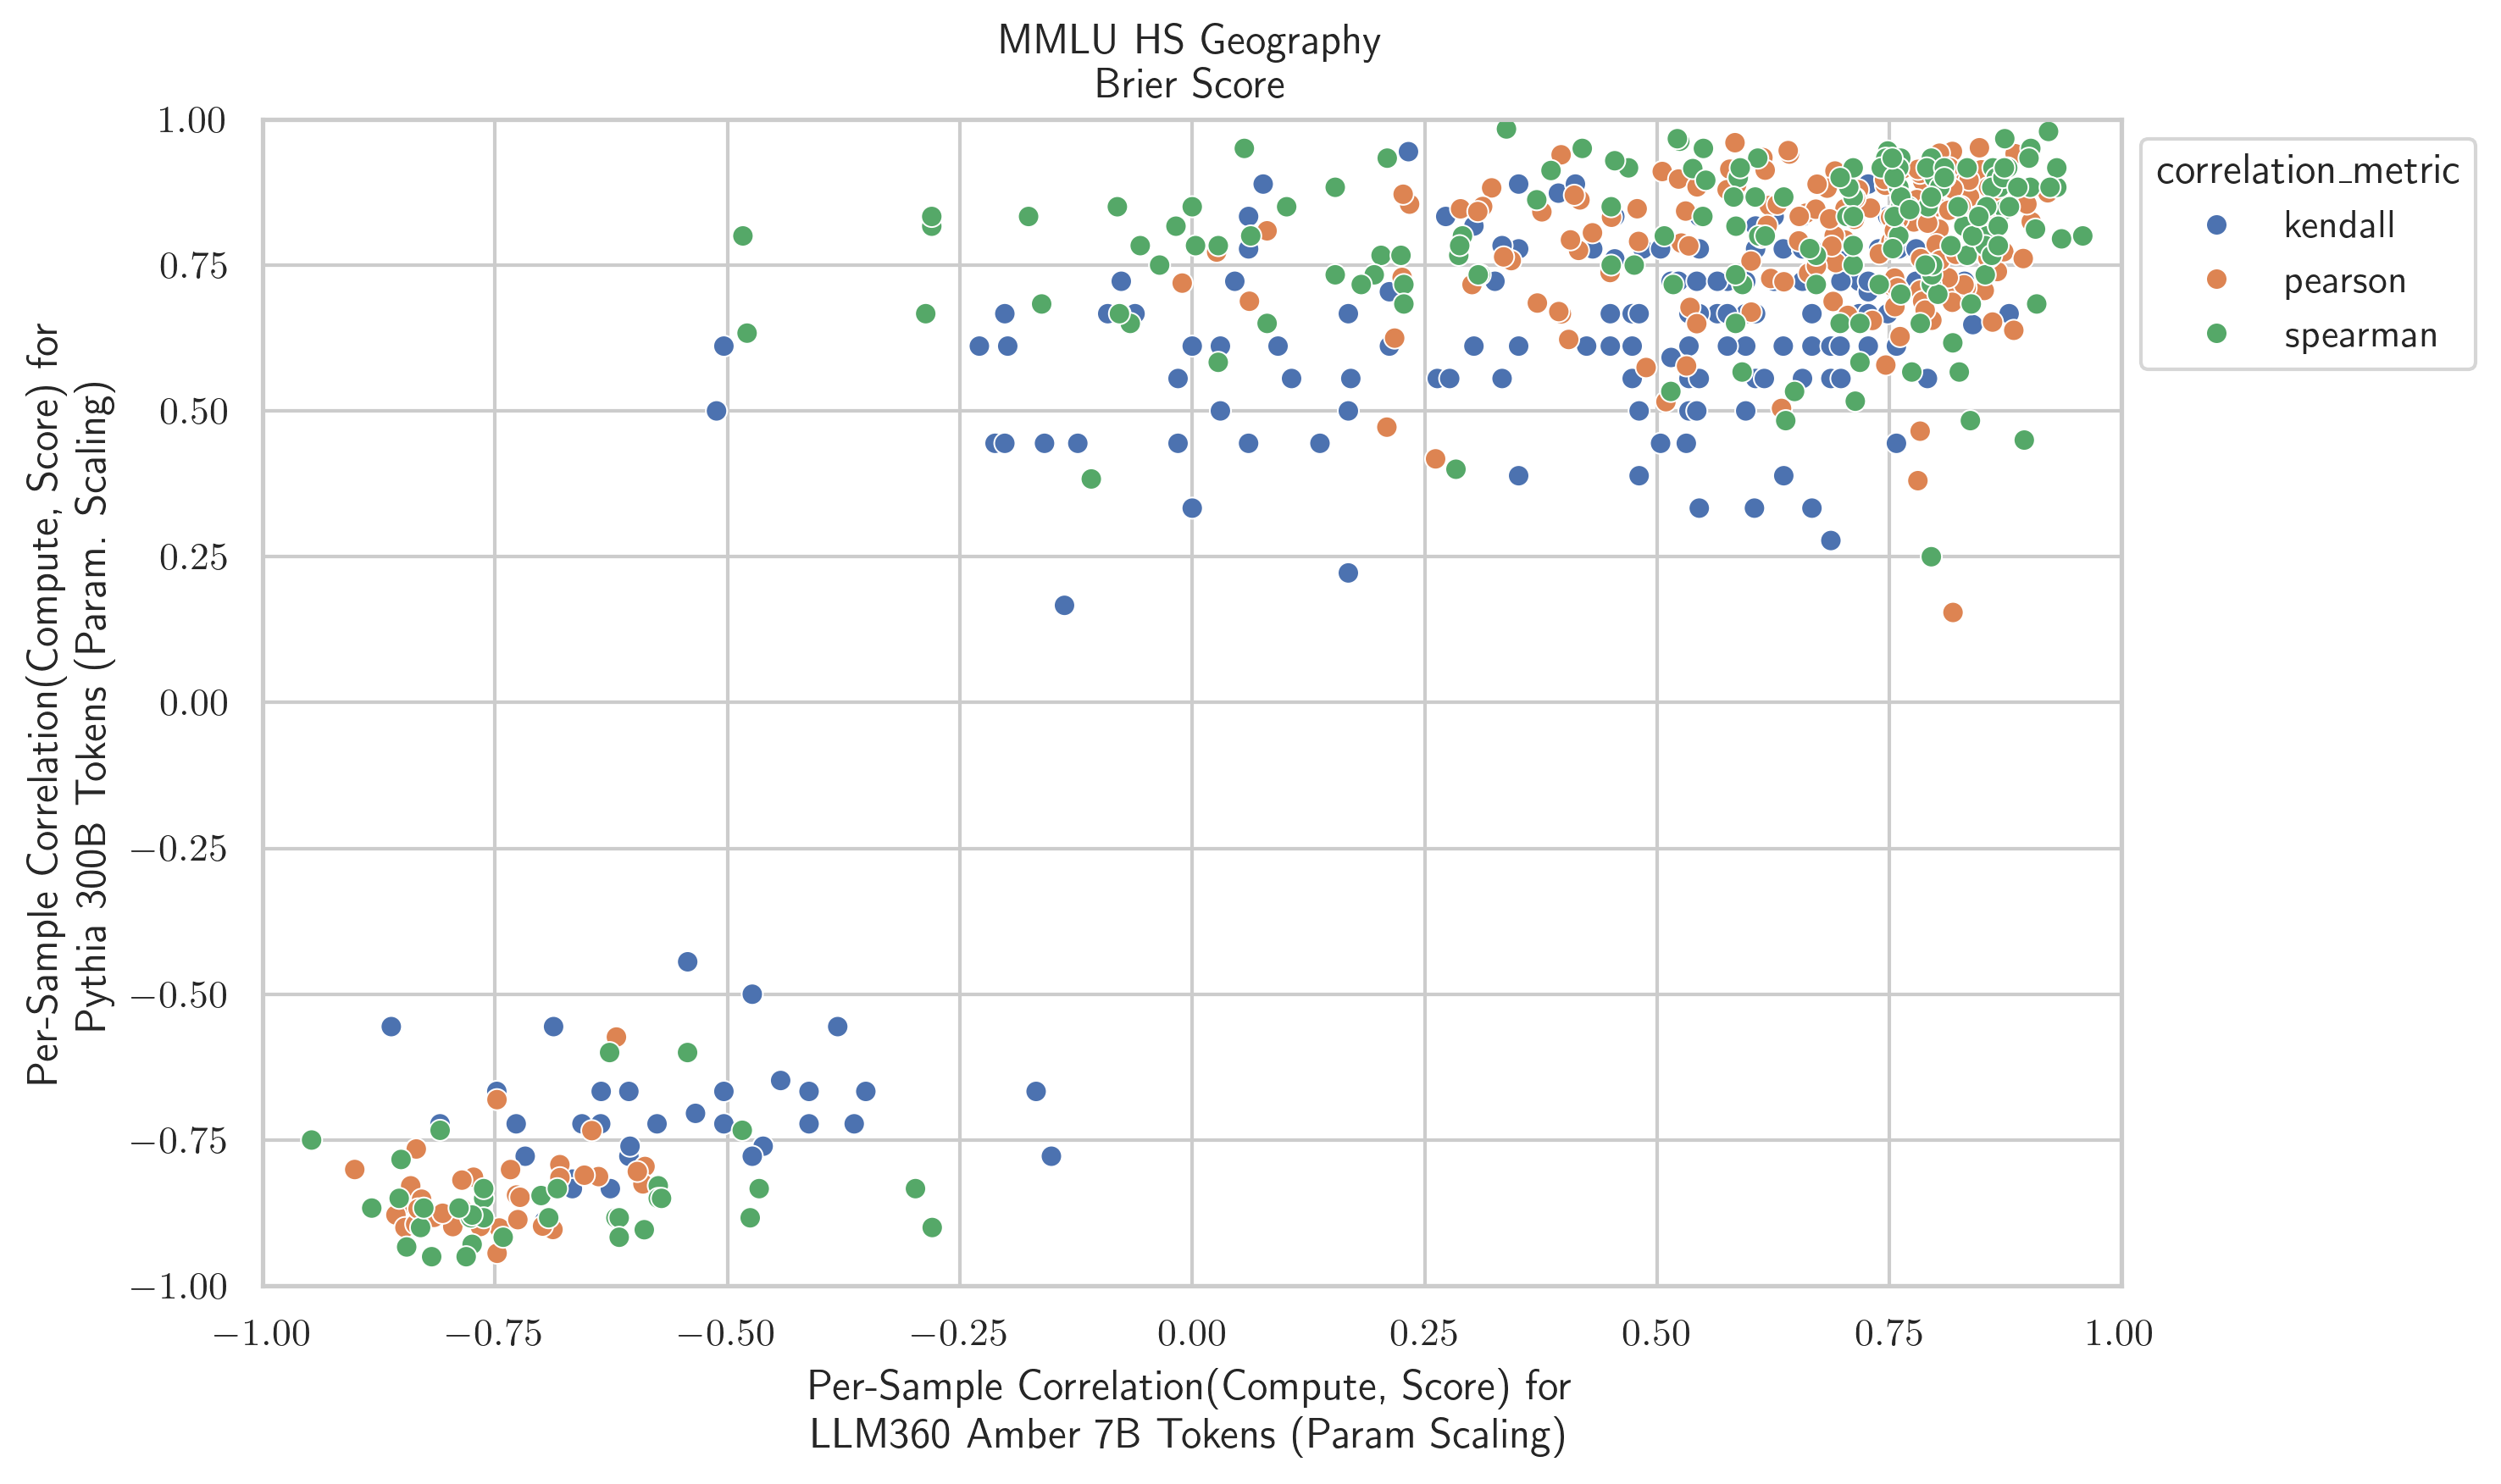 MMLU HS Geography
Brier Score
Per-Sample Correlation(Compute, Score) for
Pythia 300B Tokens (Param. Scaling)
1.00
0.75
0.50
0.25
0.00
−0.25
−0.50
−0.75
−1.00
−1.00 −0.75 −0.50 −0.25 0.00 0.25 0.50 0.75 1.00
Per-Sample Correlation(Compute, Score) for
LLM360 Amber 7B Tokens (Param Scaling)
correlation_metric
kendall
pearson
spearman